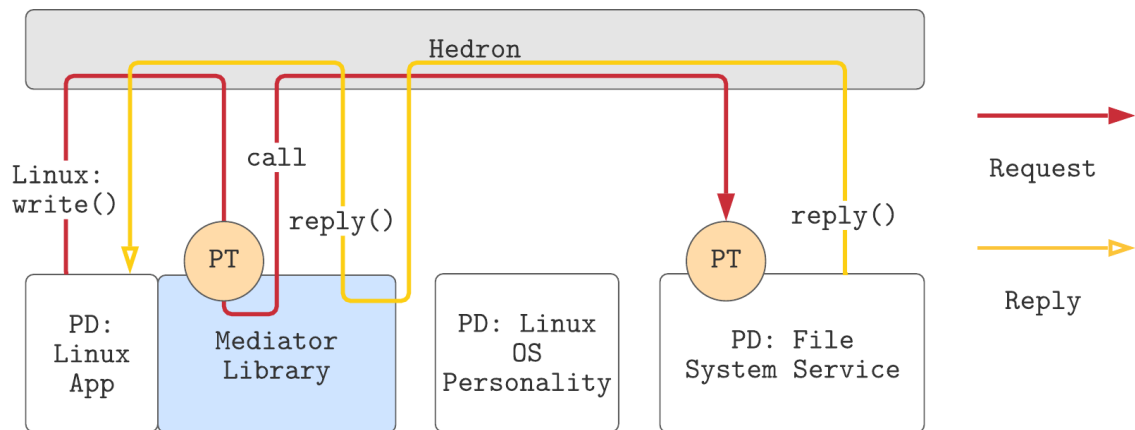 Hedron
Linux:
write()
call
reply()
reply()
Request
Reply
PT
PT
PD:
Linux
App
Mediator
Library
PD: Linux
OS
Personality
PD: File
System Service